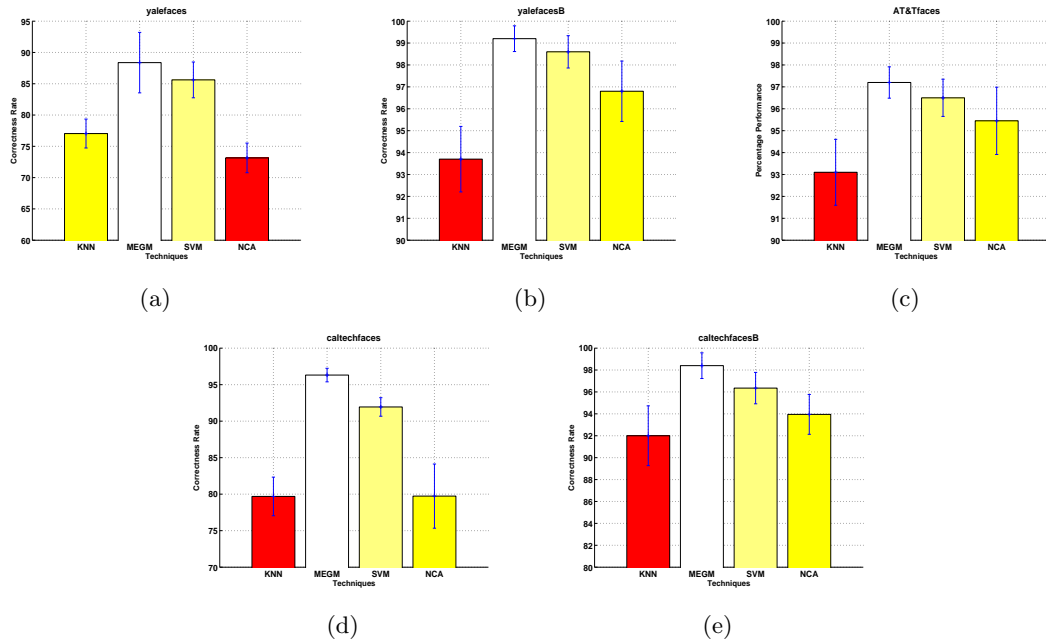 yalefaces
95
90
85
80
75
70
65
60
Correctness Rate
KNN MEGM SVM NCA
Techniques
(a)
yalefacesB
100
99
98
97
96
95
94
93
92
91
90
Correctness Rate
KNN MEGM SVM NCA
Techniques
(b)
AT&Tfaces
100
99
98
97
96
95
94
93
92
91
90
Percentage Performance
KNN MEGM SVM NCA
Techniques
(c)
caltechfaces
100
95
90
85
80
75
70
Correctness Rate
KNN MEGM SVM NCA
Techniques
(d)
caltechfacesB
100
98
96
94
92
90
88
86
84
82
80
Correctness Rate
KNN MEGM SVM NCA
Techniques
(e)